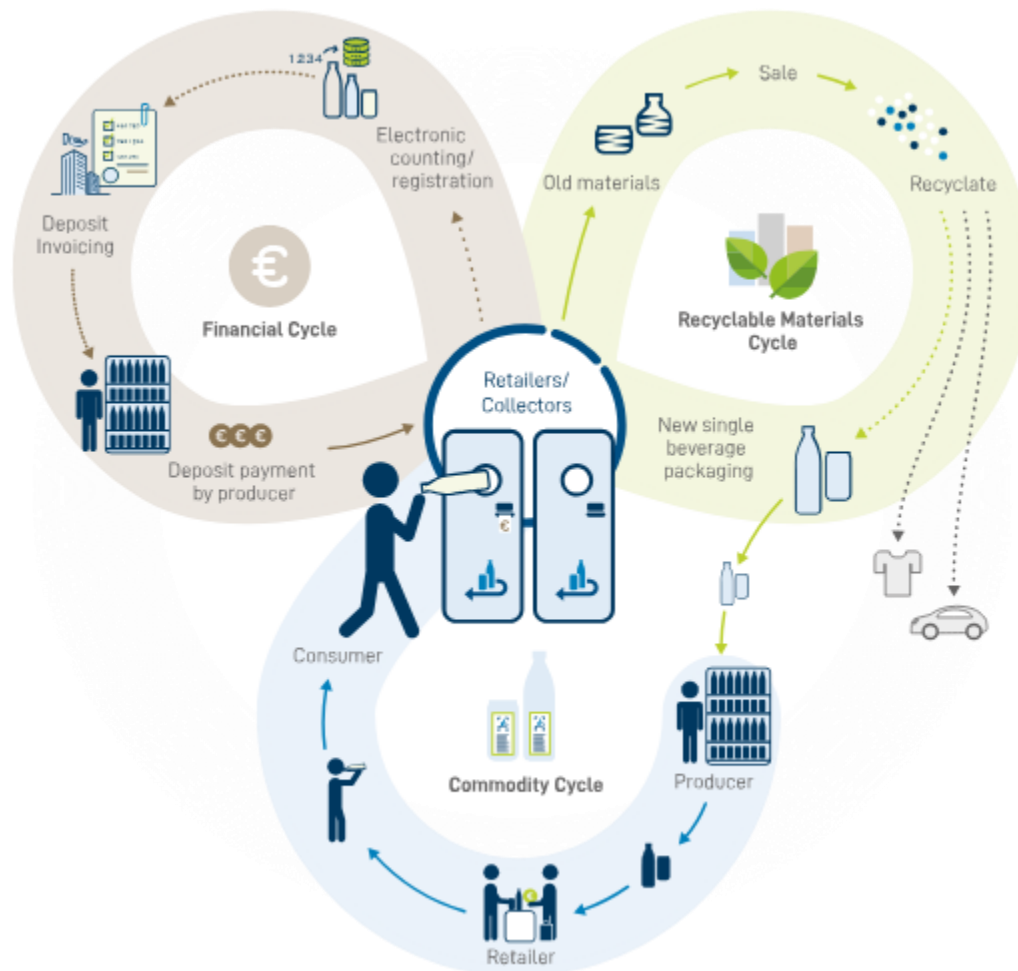 1234
Electronic
counting/
registration
Deposit
Invoicing
€
Financial Cycle
€€€
Deposit payment
by producer
Sale
Old materials
Recyclate
Recyclable Materials
Cycle
New single
beverage
packaging
Retailers/
Collectors
€
Consumer
Commodity Cycle
Producer
€
Retailer